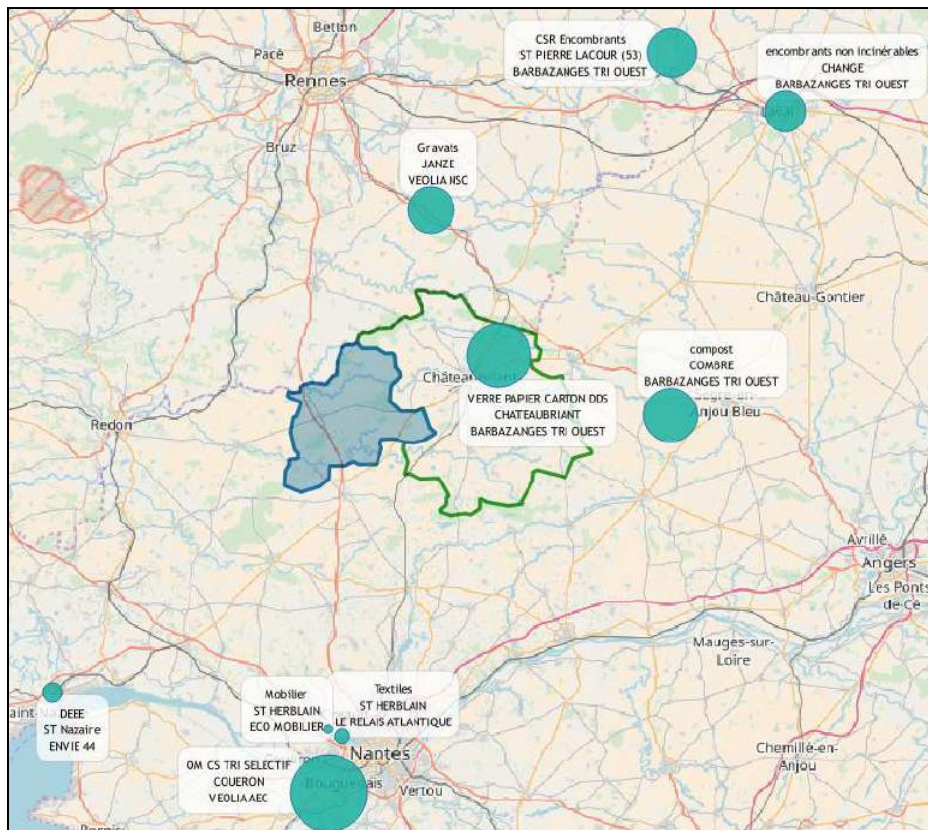 Betton
Pacé
Rennes
Bruz
CSR Encombrants
ST PIERRE LACOUR (53)
BARBAZANGES TRI OUEST
encombrants non incinérables
CHANGE
BARBAZANGES TRI OUEST
Laval
Gravats
JANZE
VEOLIA NSC
Château-Gontier
compost
COMBRE
BARBAZANGES TRI OUEST
Anjou Bleu
VERRE PAPIER CARTON DDS
CHATEAUBRIANT
BARBAZANGES TRI OUEST
Redon
Avrillé
Angers
Les Ponts
de-Cé
Mauges-sur-
Loire
Chemillé-en-
Anjou
DEEE
ST Nazaire
ENVIE 44
Mobilier
ST HERBLAIN
ECO MOBILIER
Textiles
ST HERBLAIN
LE RELAIS ATLANTIQUE
Nantes
OM CS TRI SELECTIF
COUERON
VEOLIA AEC
Bouguenais
Vertou